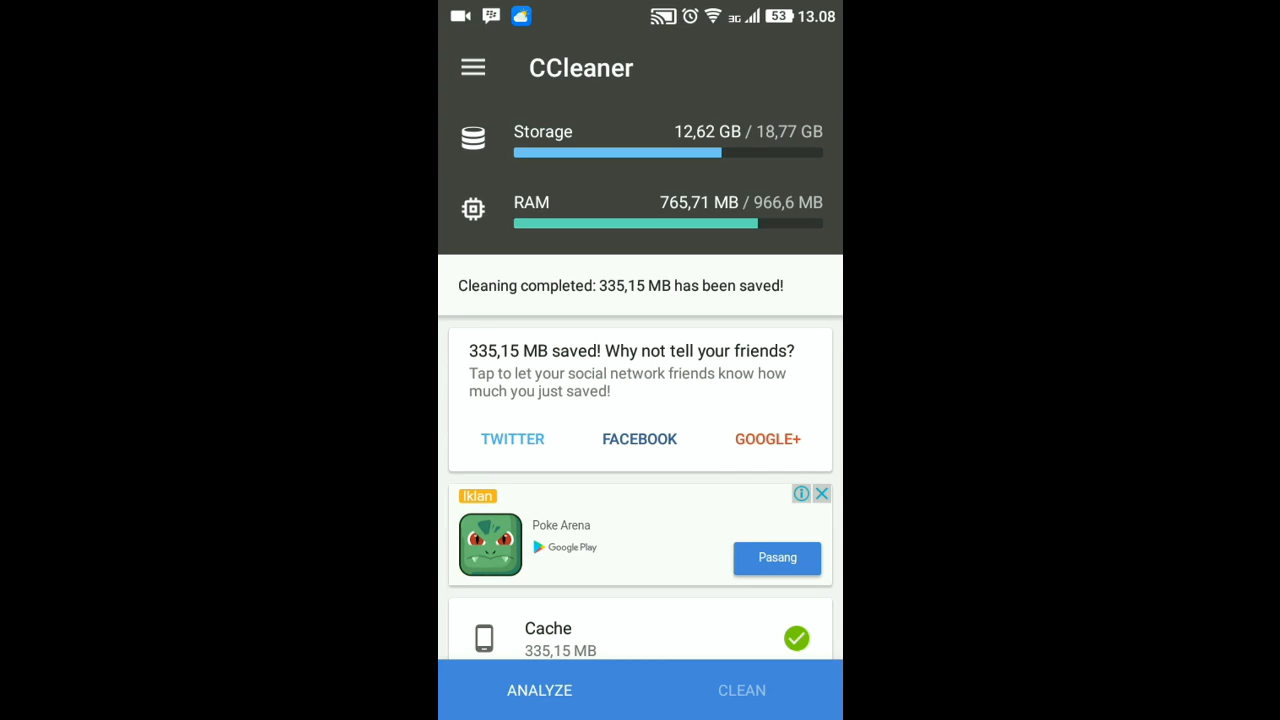 3G 53 13.08
CCleaner
Storage 12,62 GB / 18,77 GB
RAM 765,71 MB / 966,6 MB
Cleaning completed: 335,15 MB has been saved!
335,15 MB saved! Why not tell your friends?
Tap to let your social network friends know how
much you just saved!
TWITTER FACEBOOK GOOGLE+
Iklan
Poke Arena
Google Play
Pasang
Cache
335,15 MB
ANALYZE CLEAN